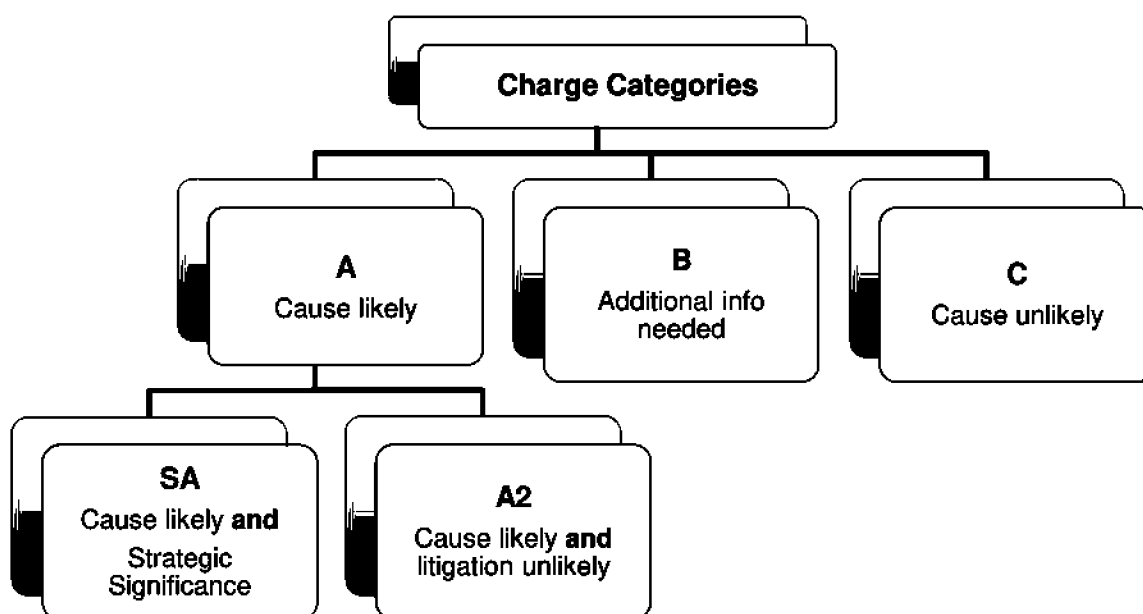 Charge Categories
A
Cause likely
B
Additional info
needed
C
Cause unlikely
SA
Cause likely and
Strategic
Significance
A2
Cause likely and
litigation unlikely